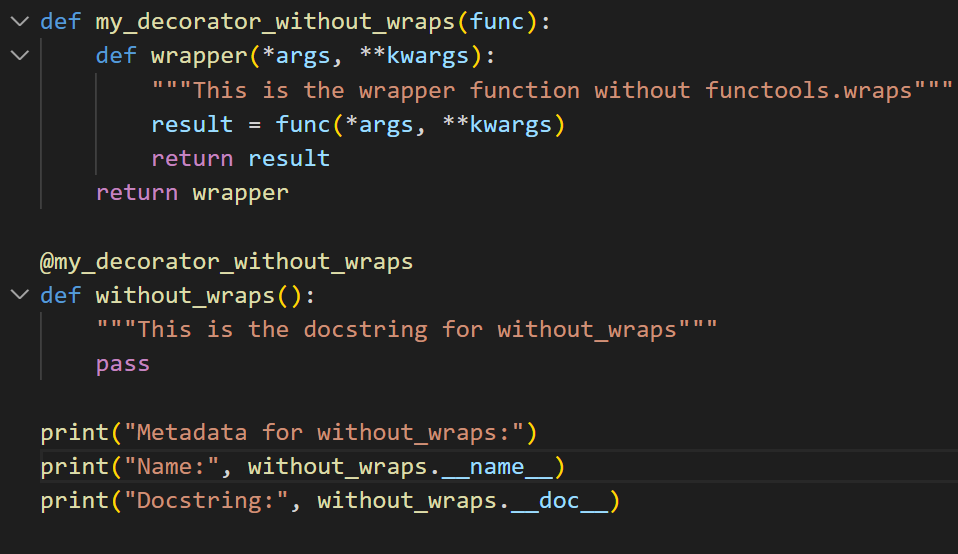 def my_decorator_without_wraps(func):
    def wrapper(*args, **kwargs):
        """This is the wrapper function without functools.wraps"""
        result = func(*args, **kwargs)
        return result
    return wrapper

@my_decorator_without_wraps
def without_wraps():
    """This is the docstring for without_wraps"""
    pass

print("Metadata for without_wraps:")
print("Name:", without_wraps.__name__)
print("Docstring:", without_wraps.__doc__)